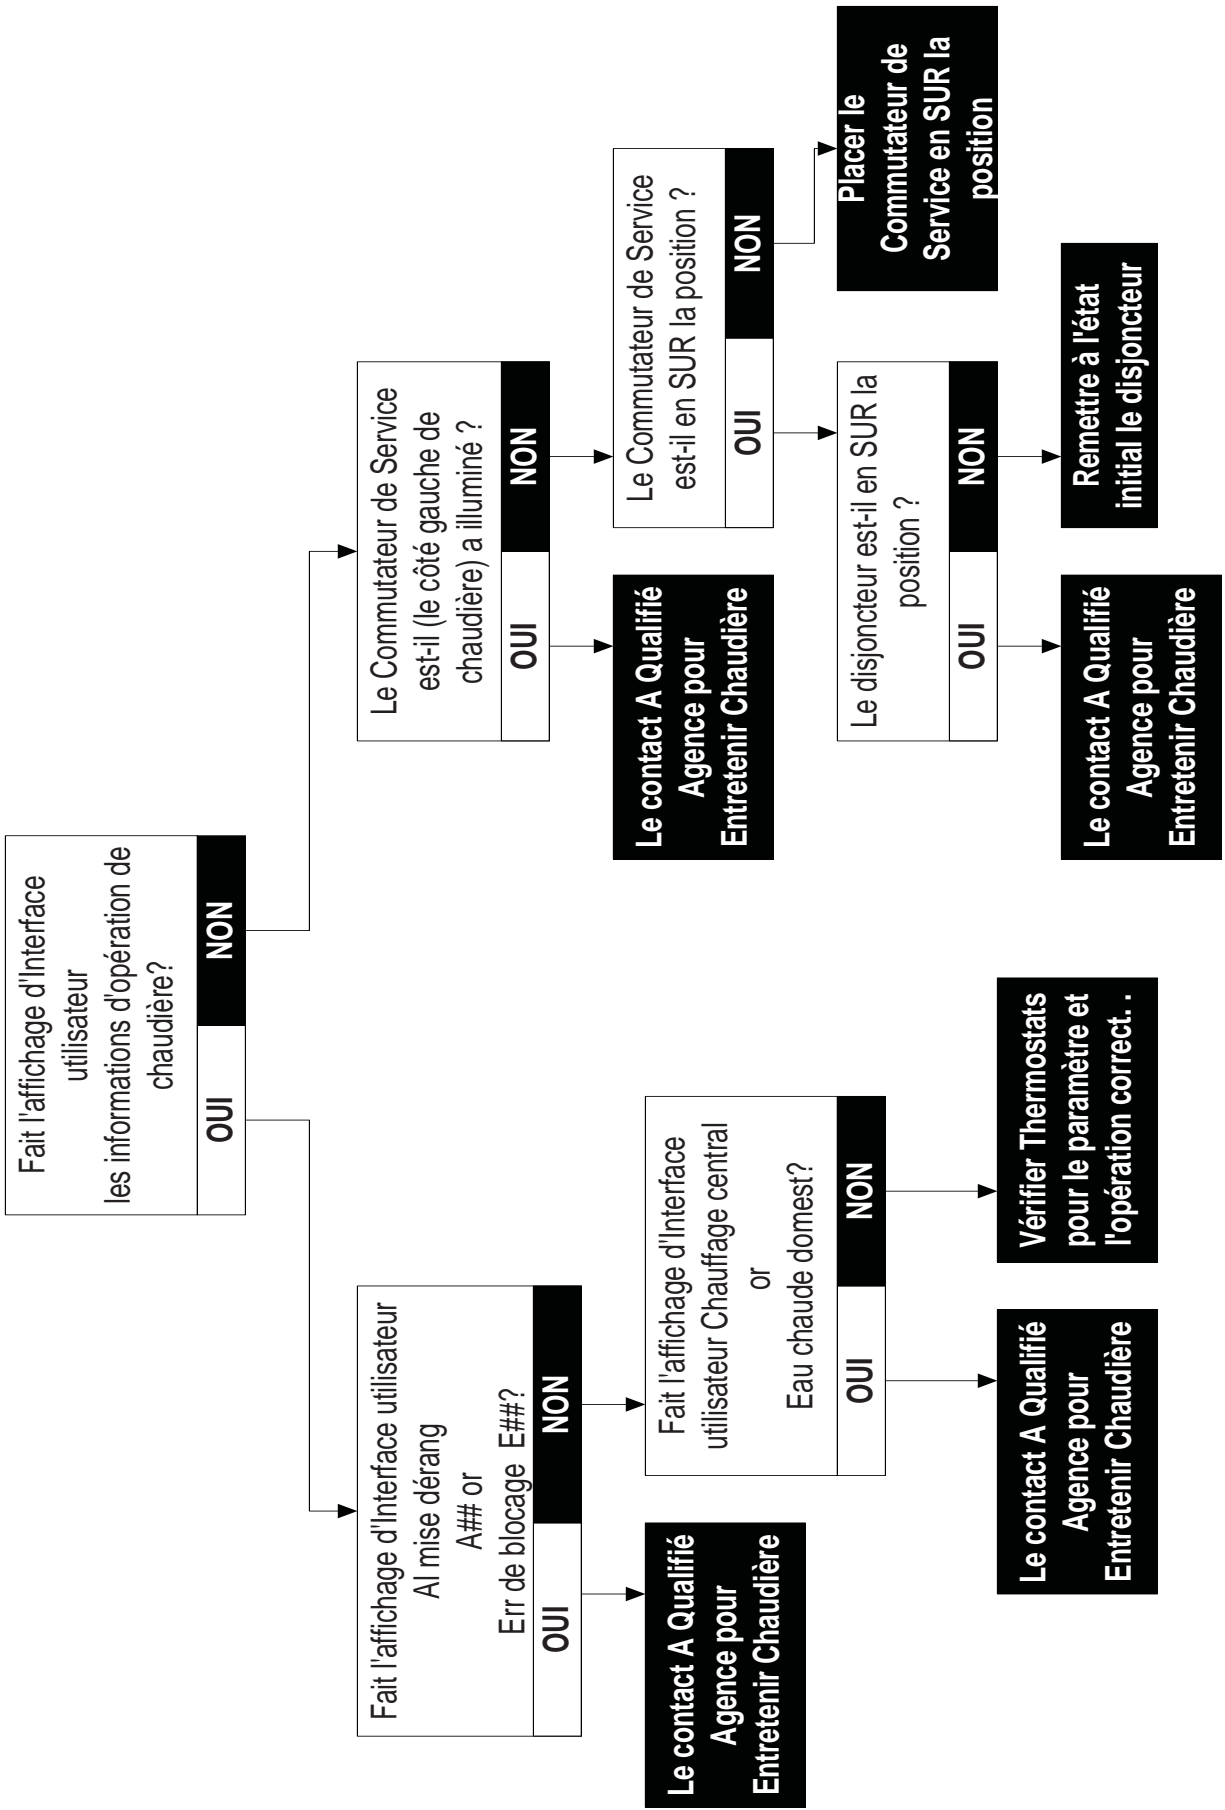 Fait l'affichage d'Interface
utilisateur
les informations d'opération de
chaudière?
OUI
NON
Fait l'affichage d'Interface utilisateur
Al mise dérang
A## or
Err de blocage E##?
OUI
NON
Le contact A Qualifié
Agence pour
Entretenir Chaudière
Fait l'affichage d'Interface
utilisateur Chauffage central
or
Eau chaude domest?
OUI
NON
Le contact A Qualifié
Agence pour
Entretenir Chaudière
Vérifier Thermostats
pour le paramètre et
l'opération correct. .
Le Commutateur de Service
est-il (le côté gauche de
chaudière) a illuminé ?
OUI
NON
Le contact A Qualifié
Agence pour
Entretenir Chaudière
Le Commutateur de Service
est-il en SUR la position ?
OUI
NON
Placer le
Commutateur de
Service en SUR la
position
Le disjoncteur est-il en SUR la
position ?
OUI
NON
Le contact A Qualifié
Agence pour
Entretenir Chaudière
Remettre à l'état
initial le disjoncteur